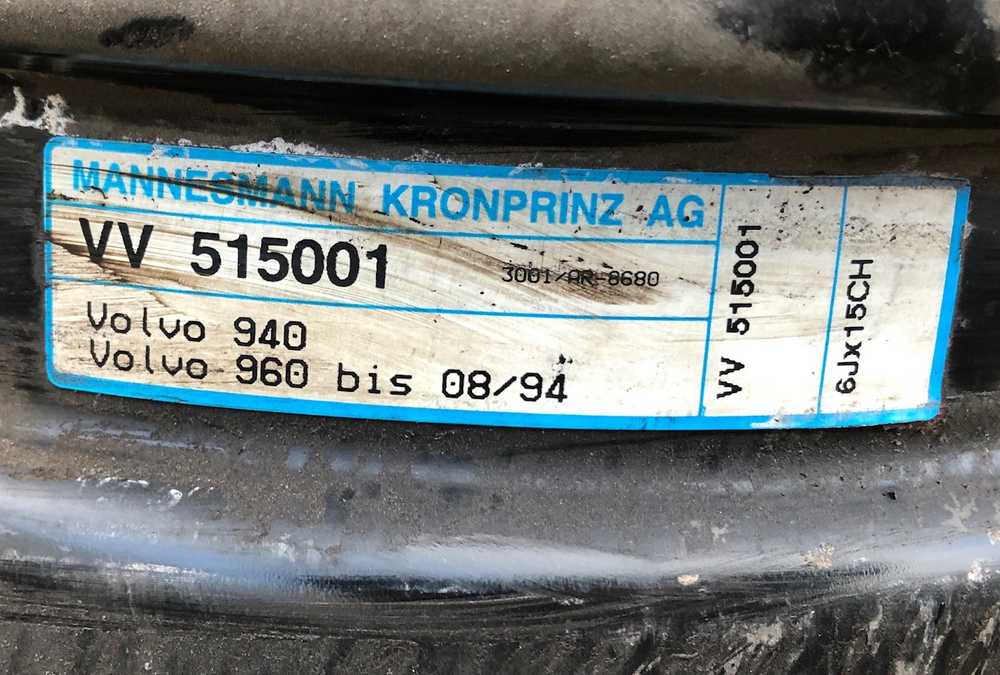 MANNESMANN KRONPRINZ AG
VV 515001
3001/AR-8680
Volvo 940
Volvo 960 bis 08/94
VV 515001
6Jx15CH